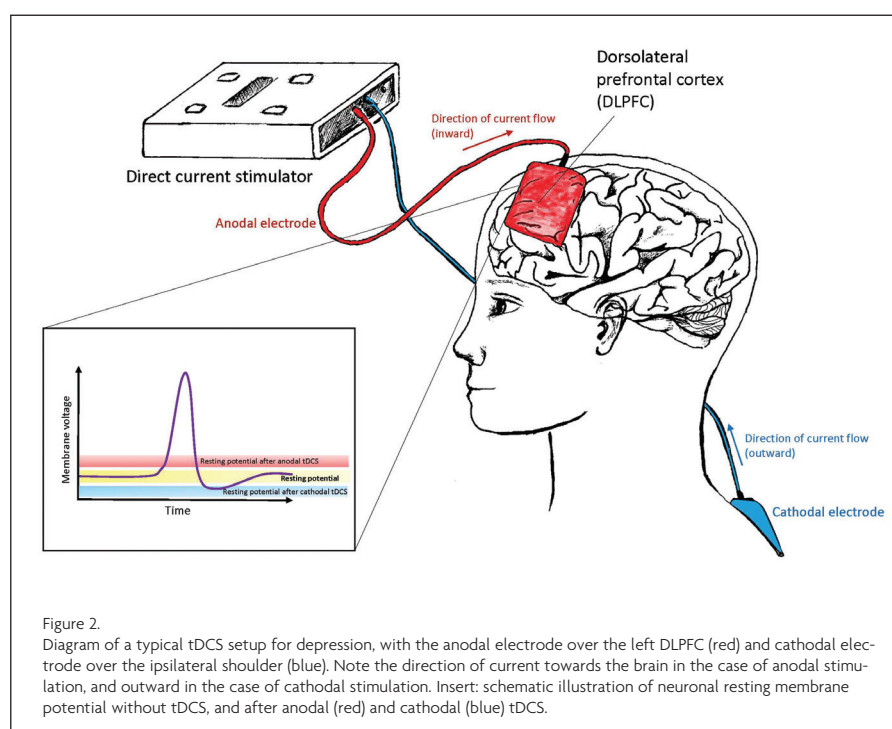 Dorsolateral
prefrontal cortex
(DLPFC)
Direction of current flow
(inward)
Direct current stimulator
Anodal electrode
Membrane voltage
Resting potential after anodal tDCS
Resting potential
Resting potential after cathodal tDCS
Time
Direction of current flow
(outward)
Cathodal electrode
Figure 2.
Diagram of a typical tDCS setup for depression, with the anodal electrode over the left DLPFC (red) and cathodal elec-
trode over the ipsilateral shoulder (blue). Note the direction of current towards the brain in the case of anodal stimu-
lation, and outward in the case of cathodal stimulation. Insert: schematic illustration of neuronal resting membrane
potential without tDCS, and after anodal (red) and cathodal (blue) tDCS.